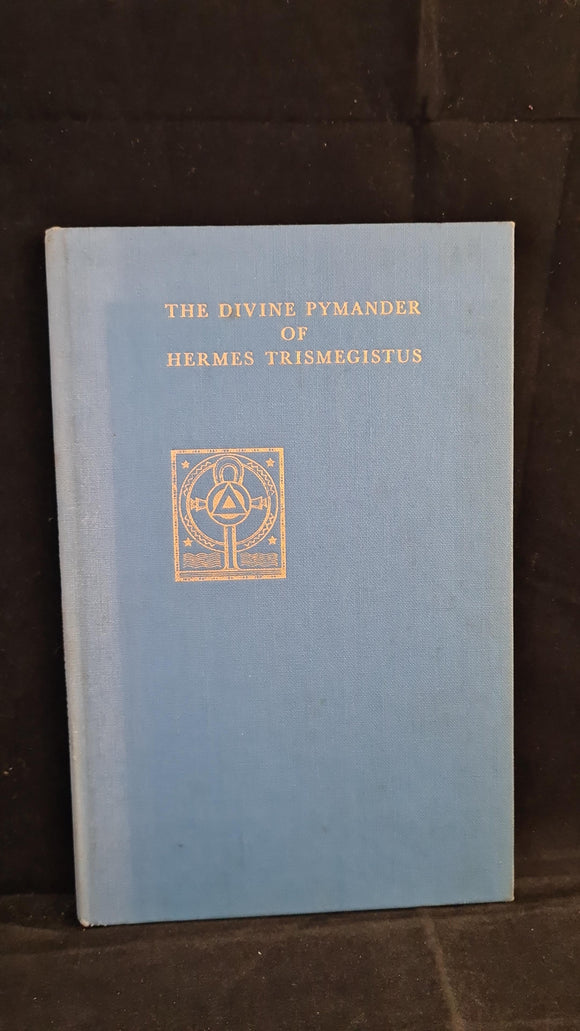 THE DIVINE PYMANDER
OF
HERMES TRISMEGISTUS